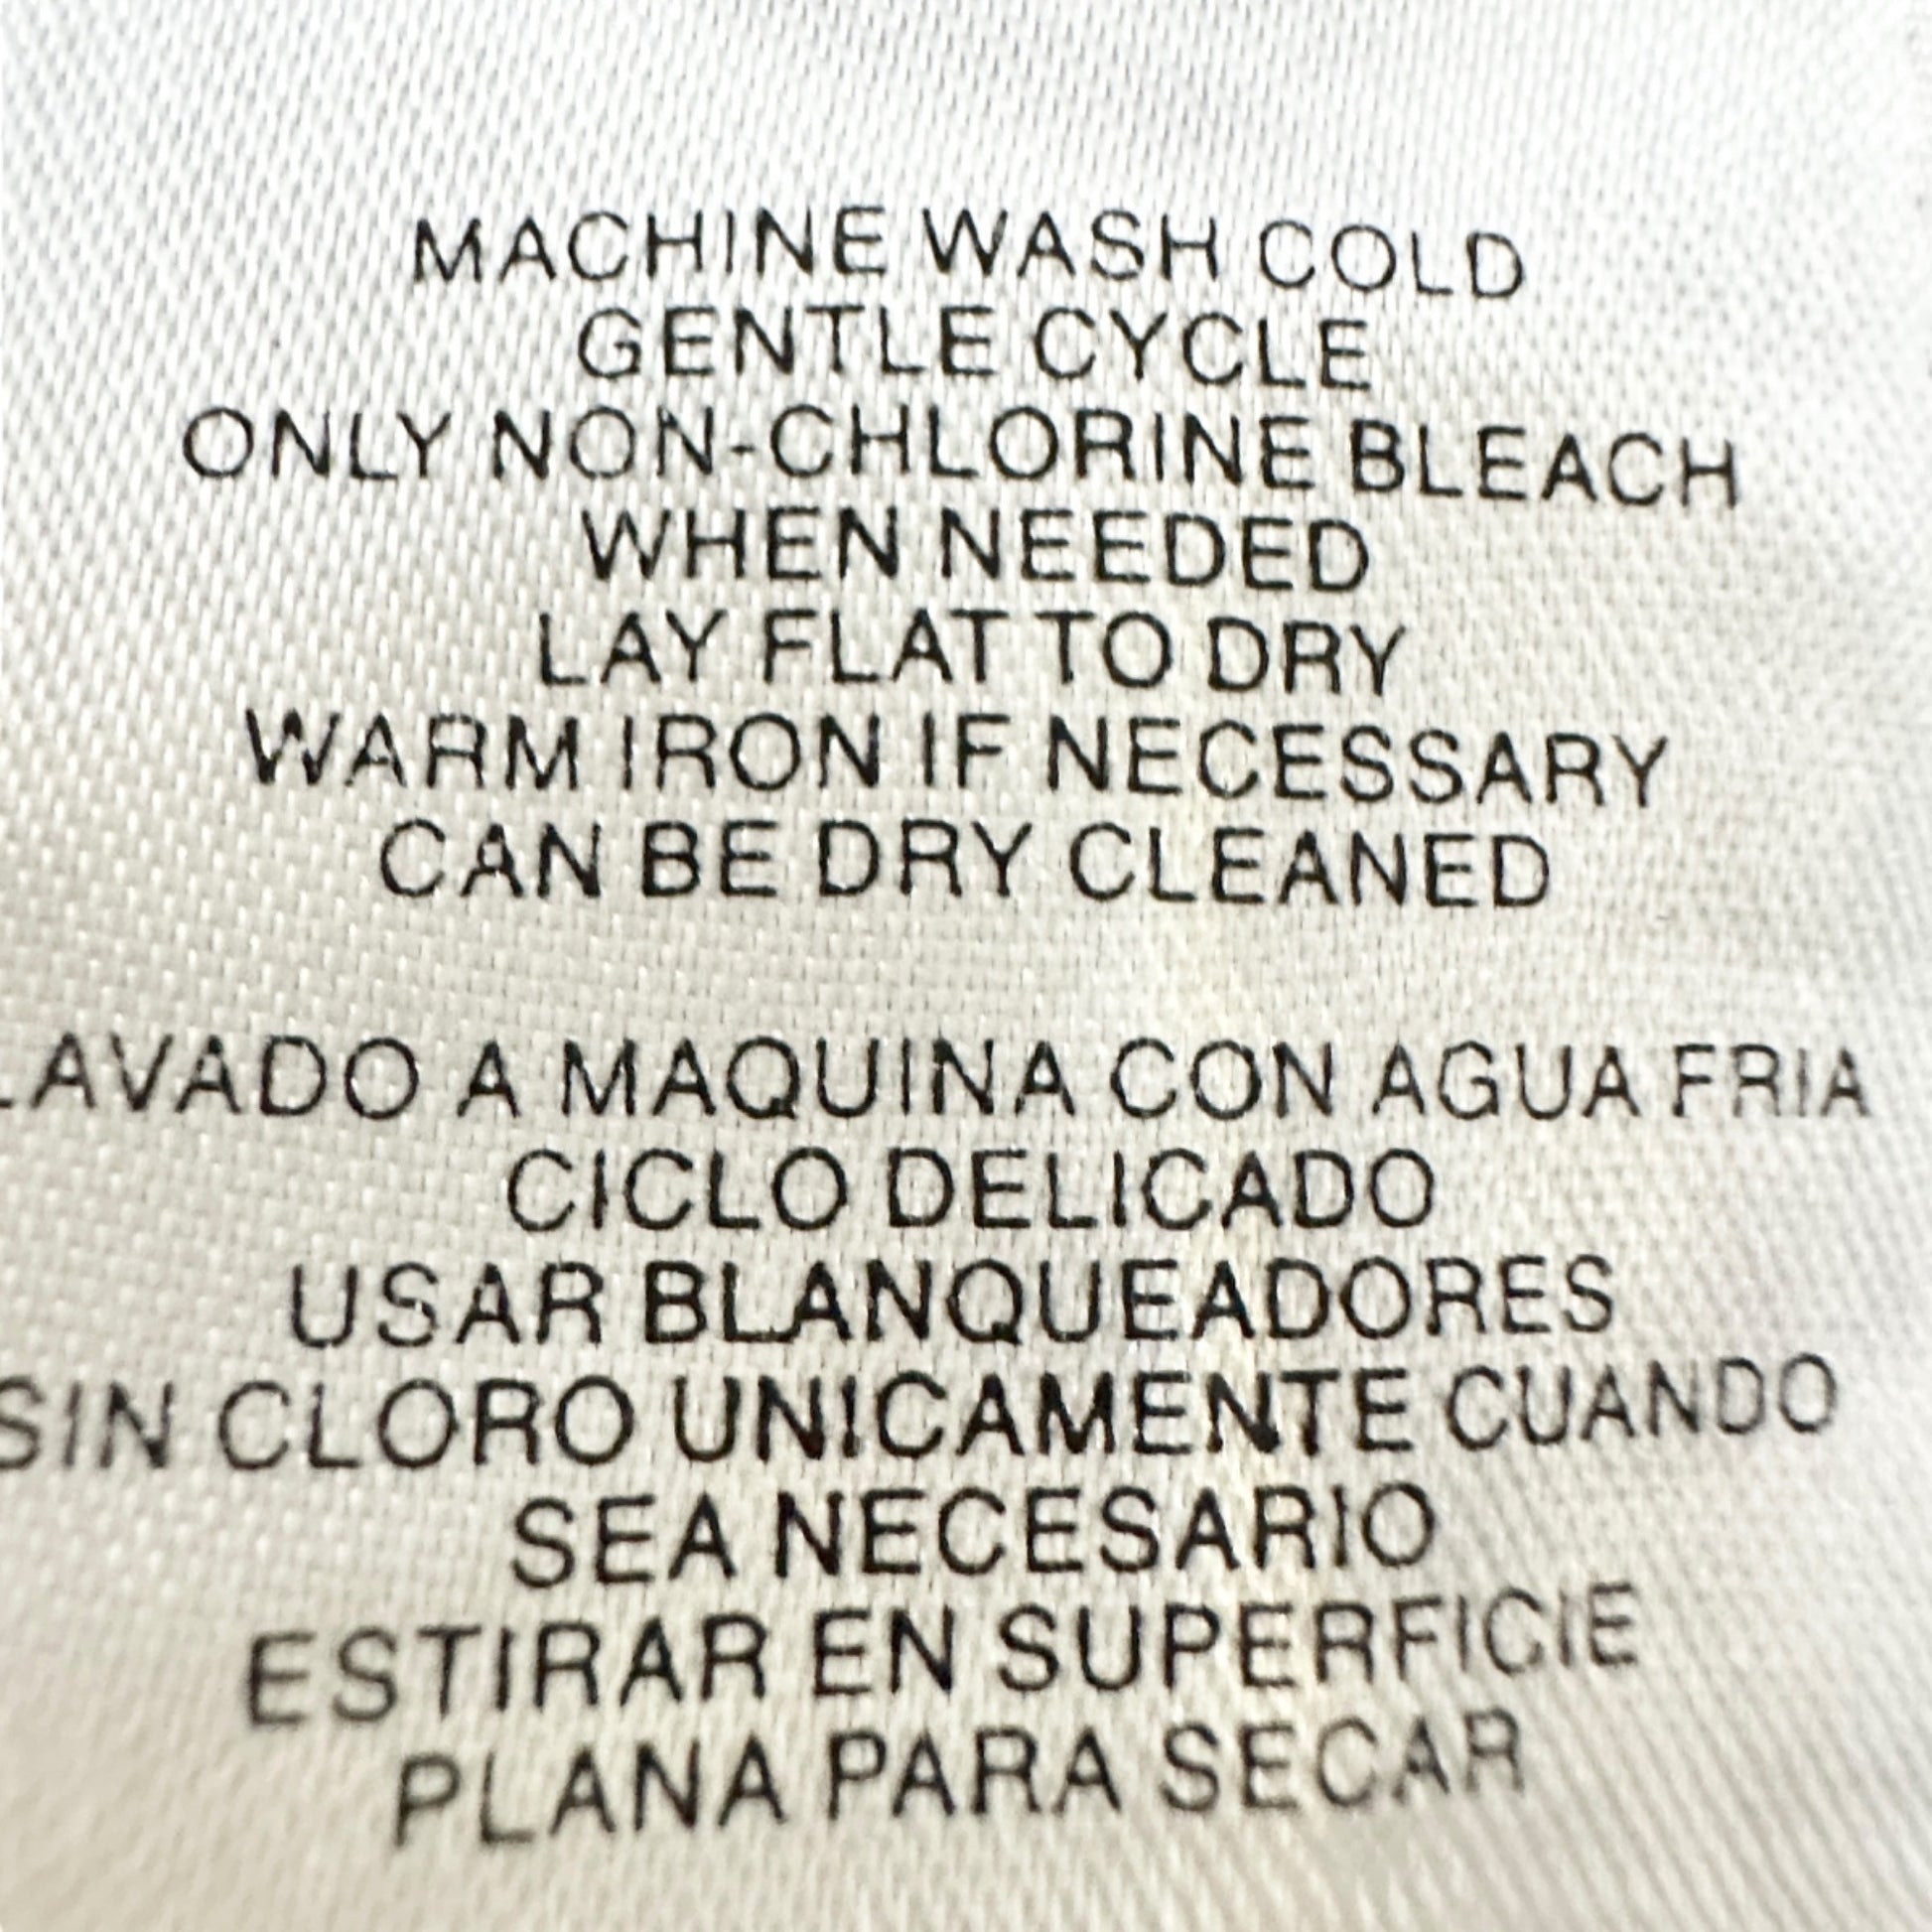 MACHINE WASH COLD
GENTLE CYCLE
ONLY NON-CHLORINE BLEACH
WHEN NEEDED
LAY FLAT TO DRY
WARM IRON IF NECESSARY
CAN BE DRY CLEANED
LAVADO A MAQUINA CON AGUA FRIA
CICLO DELICADO
USAR BLANQUEADORES
SIN CLORO UNICAMENTE CUANDO
SEA NECESARIO
ESTIRAR EN SUPERFICIE
PLANA PARA SECAR